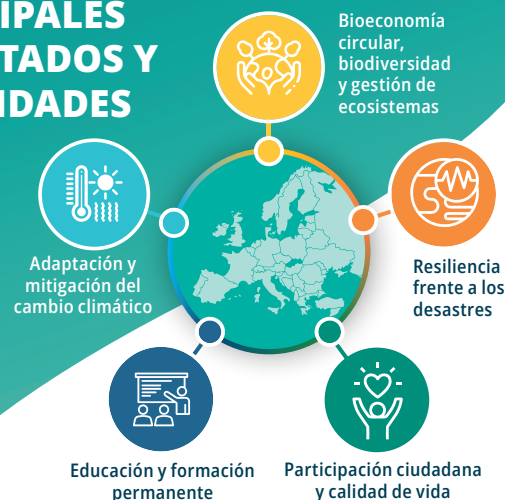 IPALES
TADOS Y
IDADES
Bioeconomía
circular,
biodiversidad
y gestión de
ecosistemas
Adaptación y
mitigación del
cambio climático
Resiliencia
frente a los
desastres
Educación y formación
permanente
Participación ciudadana
y calidad de vida